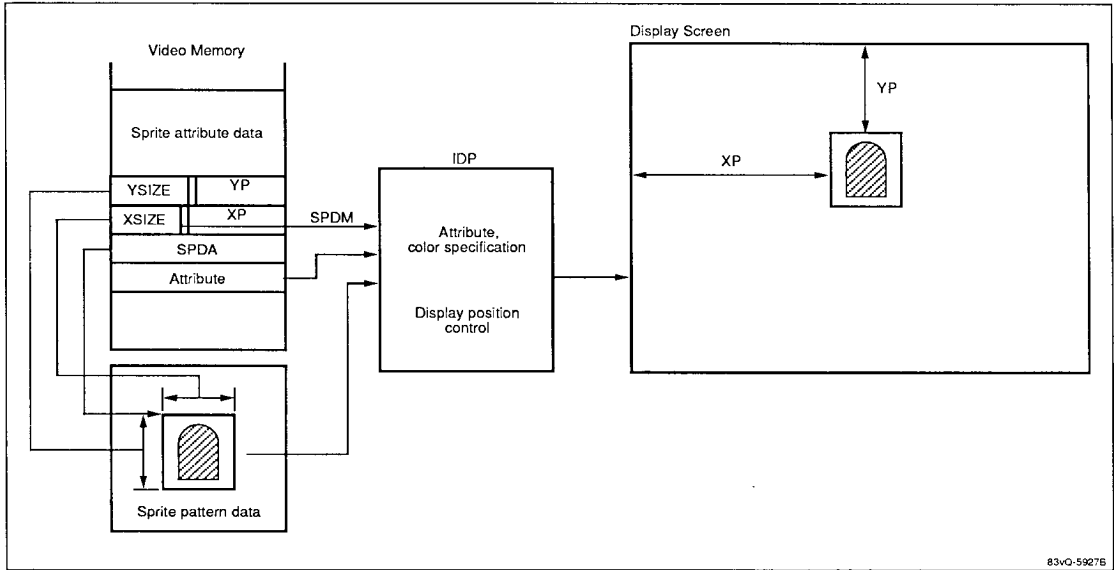 Video Memory
Sprite attribute data
YSIZE
YP
XSIZE
XP
SPDA
Attribute
SPDM
Sprite pattern data
IDP
Attribute,
color specification
Display position
control
Display Screen
YP
XP
83vQ-5927B